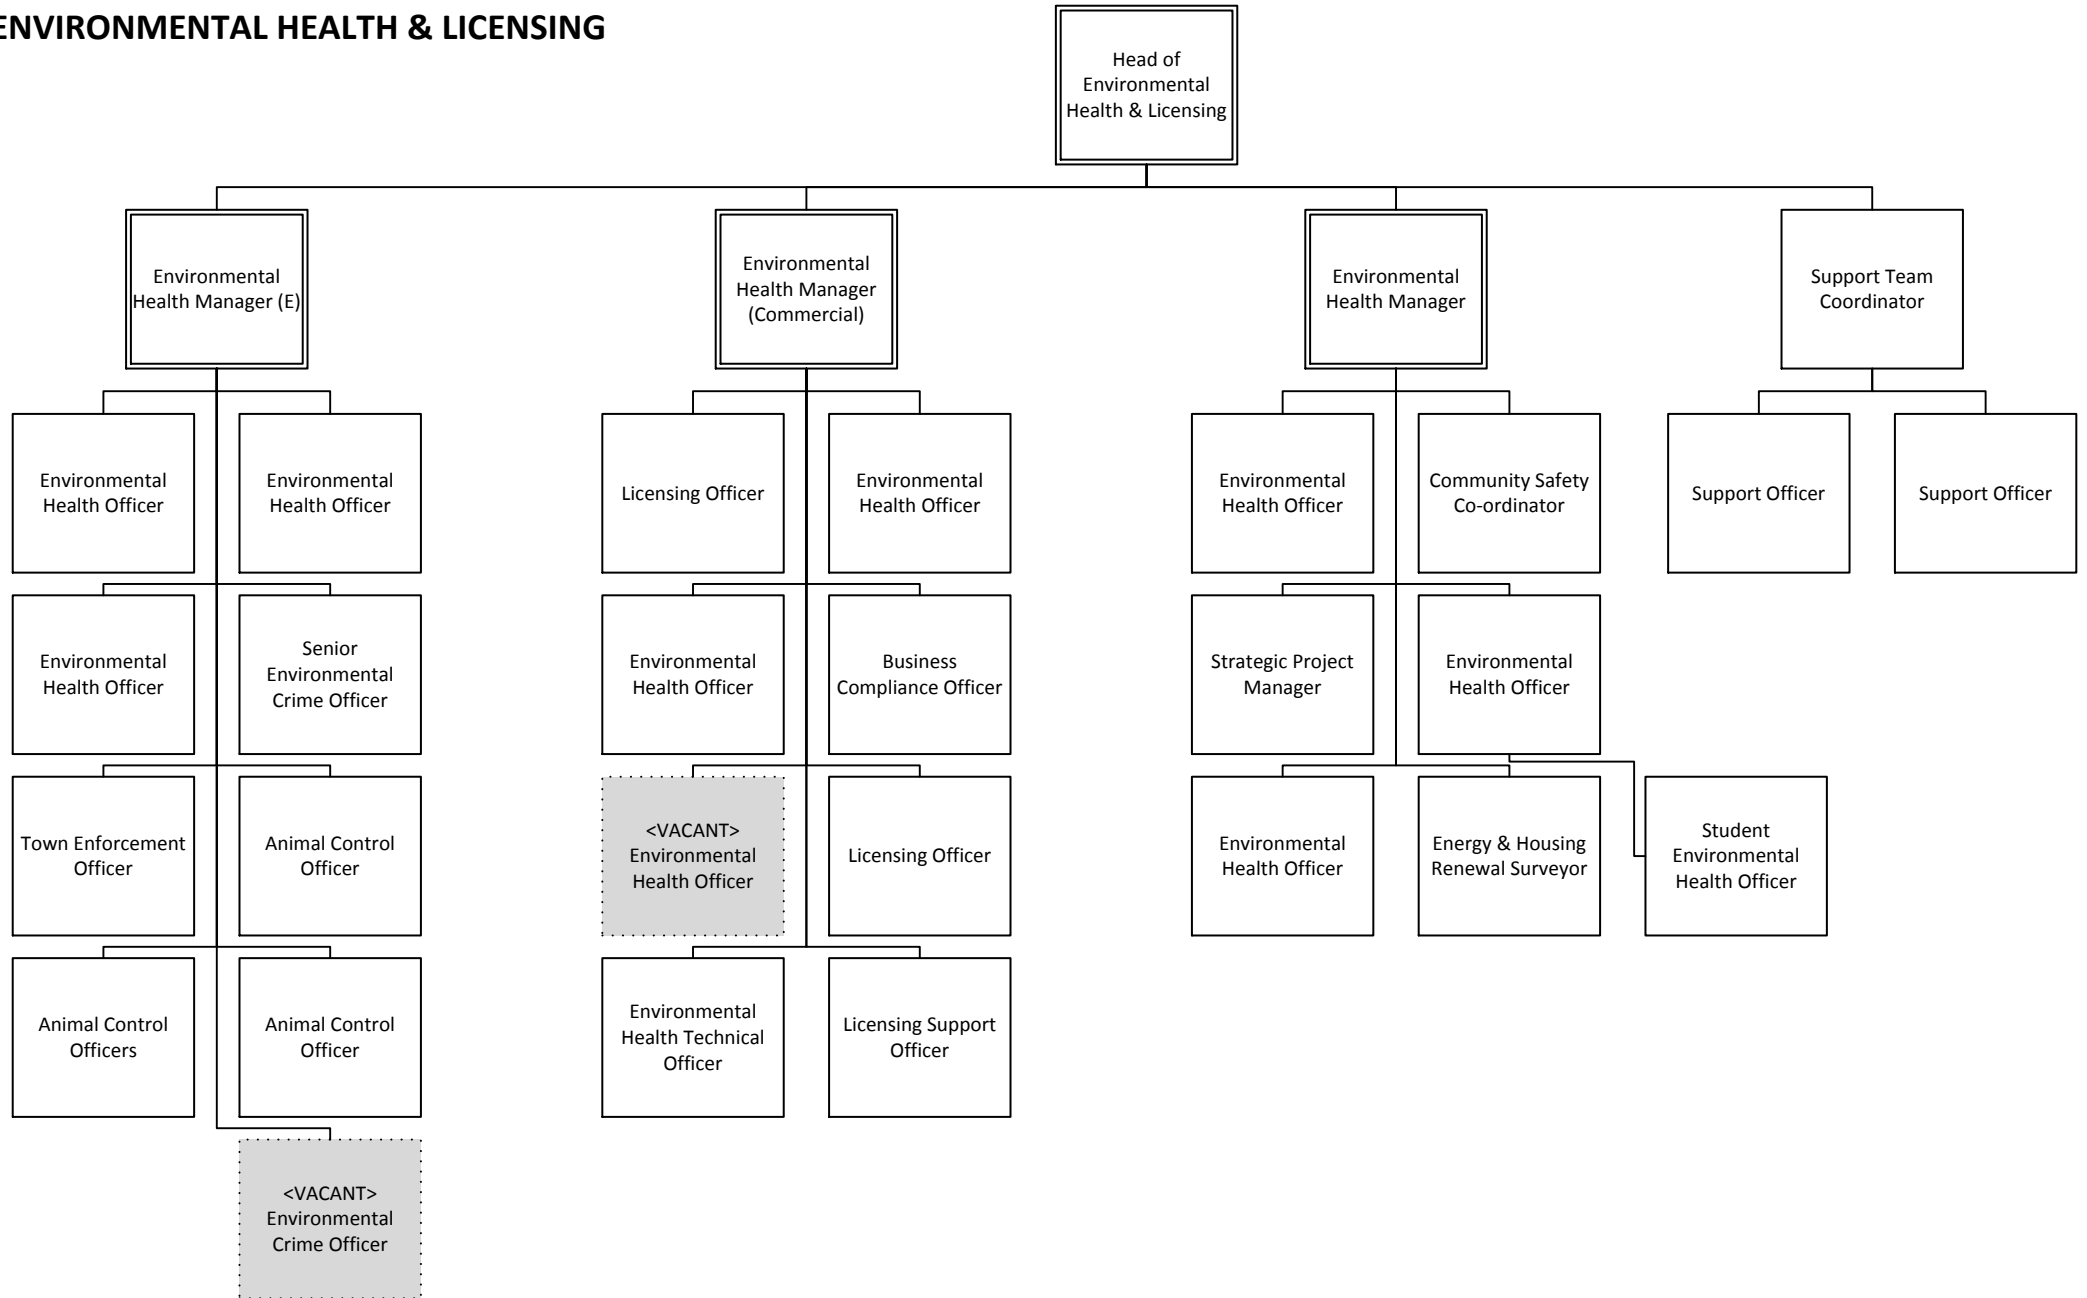 ENVIRONMENTAL HEALTH & LICENSING
Head of
Environmental
Health & Licensing
Environmental
Health Manager (E)
Environmental
Health Manager
(Commercial)
Environmental
Health Manager
Support Team
Coordinator
Environmental
Health Officer
Environmental
Health Officer
Licensing Officer
Environmental
Health Officer
Environmental
Health Officer
Community Safety
Co-ordinator
Support Officer
Support Officer
Environmental
Health Officer
Senior
Environmental
Crime Officer
Environmental
Health Officer
Business
Compliance Officer
Strategic Project
Manager
Environmental
Health Officer
Town Enforcement
Officer
Animal Control
Officer
<VACANT>
Environmental
Health Officer
Licensing Officer
Environmental
Health Officer
Energy & Housing
Renewal Surveyor
Student
Environmental
Health Officer
Animal Control
Officers
Animal Control
Officer
Environmental
Health Technical
Officer
Licensing Support
Officer
<VACANT>
Environmental
Crime Officer